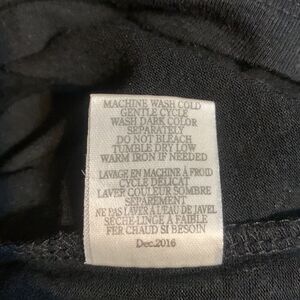 MACHINE WASH COLD
GENTLE CYCLE
WASH DARK COLOR
SEPARATELY
DO NOT BLEACH
TUMBLE DRY LOW
WARM IRON IF NEEDED
LAVAGE EN MACHINE À FROID
CYCLE DELICAT
LAVER COULEUR SOMBRE
SEPAREMENT
NE PAS LAVER À L'EAU DE JAVEL
SÈCHE-LINGE A FAIBLE
FER CHAUD SI BESOIN
Dec.2016